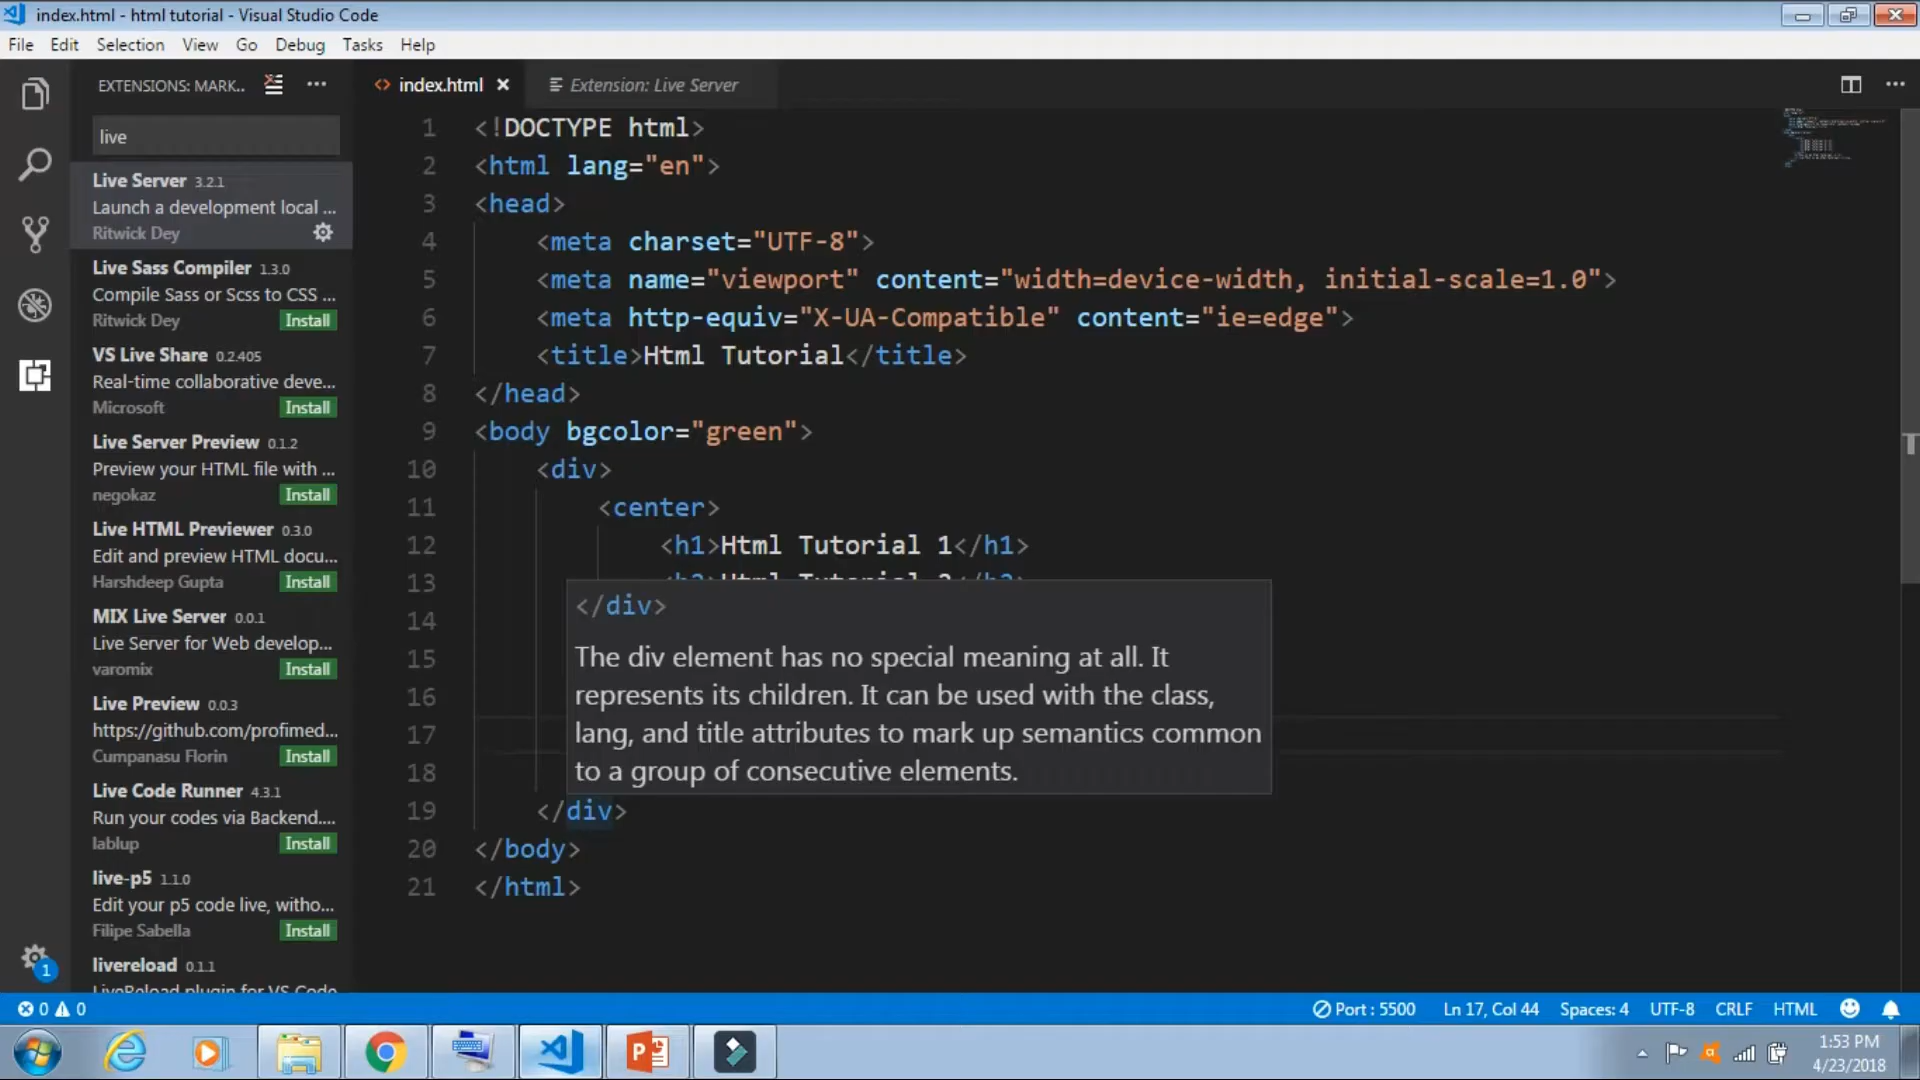 index.html - html tutorial - Visual Studio Code
File Edit Selection View Go Debug Tasks Help
EXTENSIONS: MARK... ...
live
Live Server 3.2.1
Launch a development local ...
Ritwick Dey
Live Sass Compiler 1.3.0
Compile Sass or Scss to CSS ...
Ritwick Dey Install
VS Live Share 0.2.405
Real-time collaborative deve...
Microsoft Install
Live Server Preview 0.1.2
Preview your HTML file with ...
negokaz Install
Live HTML Previewer 0.3.0
Edit and preview HTML docu...
Harshdeep Gupta Install
MIX Live Server 0.0.1
Live Server for Web develop...
varomix Install
Live Preview 0.0.3
https://github.com/profimed...
Cumpanasu Florin Install
Live Code Runner 4.3.1
Run your codes via Backend....
lablup Install
live-p5 1.1.0
Edit your p5 code live, witho...
Filipe Sabella Install
livereload 0.1.1
LiveReload plugin for VS Code
index.html Extension: Live Server
1 <!DOCTYPE html>
2 <html lang="en">
3 <head>
4 <meta charset="UTF-8">
5 <meta name="viewport" content="width=device-width, initial-scale=1.0">
6 <meta http-equiv="X-UA-Compatible" content="ie=edge">
7 <title>Html Tutorial</title>
8 </head>
9 <body bgcolor="green">
10 <div>
11 <center>
12 <h1>Html Tutorial 1</h1>
13 <h2>Html Tutorial 2</h2>
14
15
16
17
18
</div>
The div element has no special meaning at all. It
represents its children. It can be used with the class,
lang, and title attributes to mark up semantics common
to a group of consecutive elements.
19 </div>
20 </body>
21 </html>
1
0 0 Port : 5500 Ln 17, Col 44 Spaces: 4 UTF-8 CRLF HTML
1:53 PM
4/23/2018